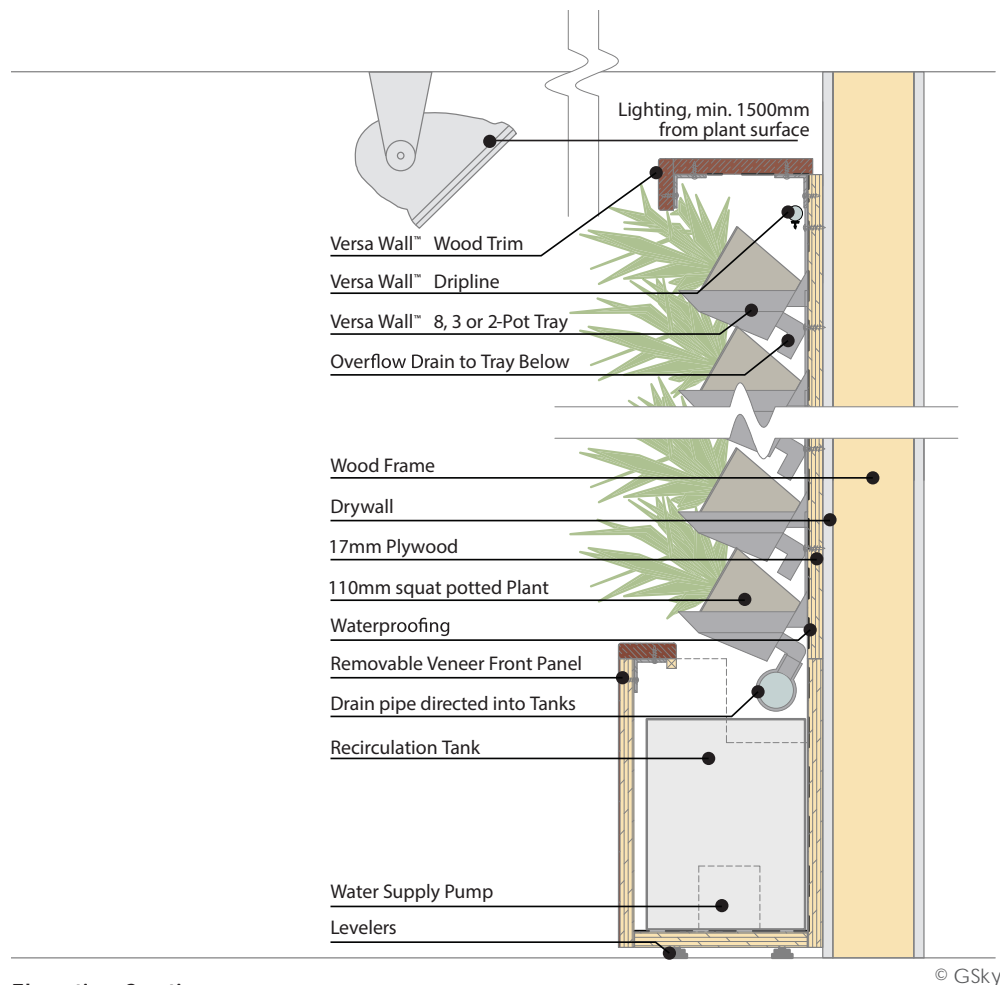 Lighting, min. 1500mm
from plant surface
Versa Wall™ Wood Trim
Versa Wall™ Dripline
Versa Wall™ 8, 3 or 2-Pot Tray
Overflow Drain to Tray Below
Wood Frame
Drywall
17mm Plywood
110mm squat potted Plant
Waterproofing
Removable Veneer Front Panel
Drain pipe directed into Tanks
Recirculation Tank
Water Supply Pump
Levelers
© GSky